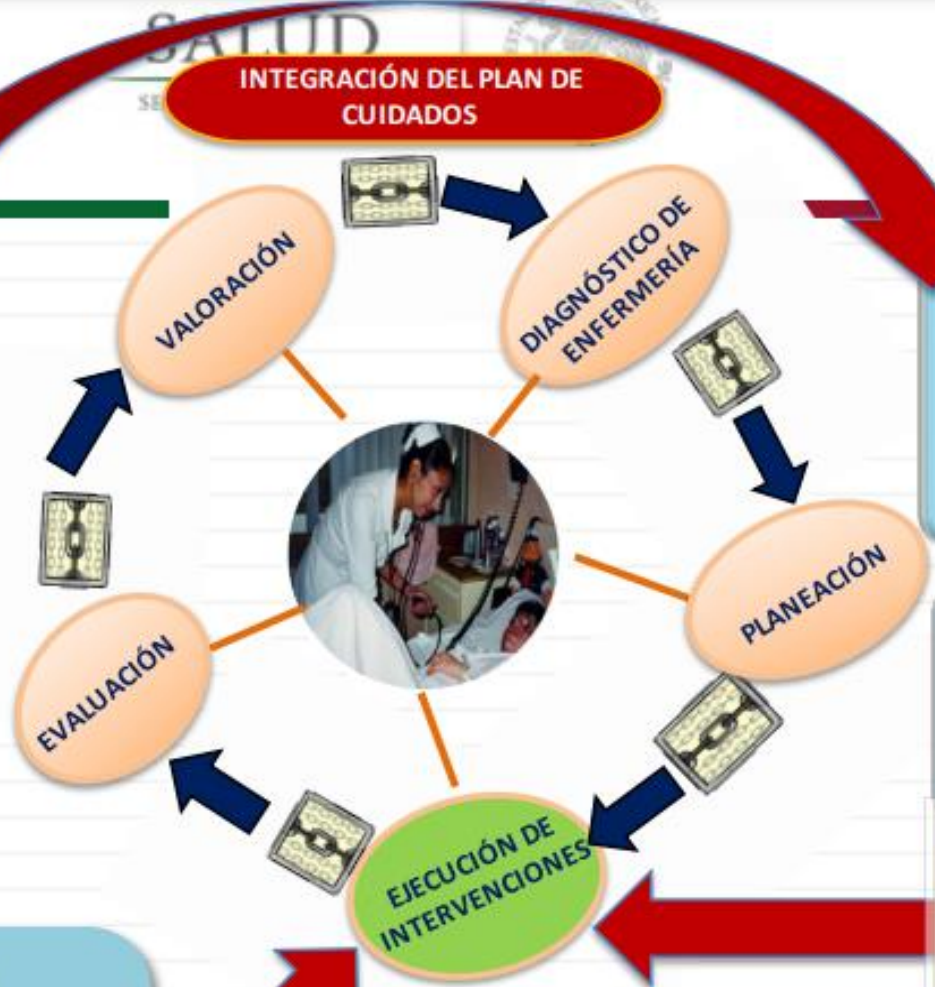 SALUD
INTEGRACIÓN DEL PLAN DE
CUIDADOS
VALORACIÓN
DIAGNÓSTICO DE
ENFERMERÍA
PLANEACIÓN
EJECUCIÓN DE
INTERVENCIONES
EVALUACIÓN